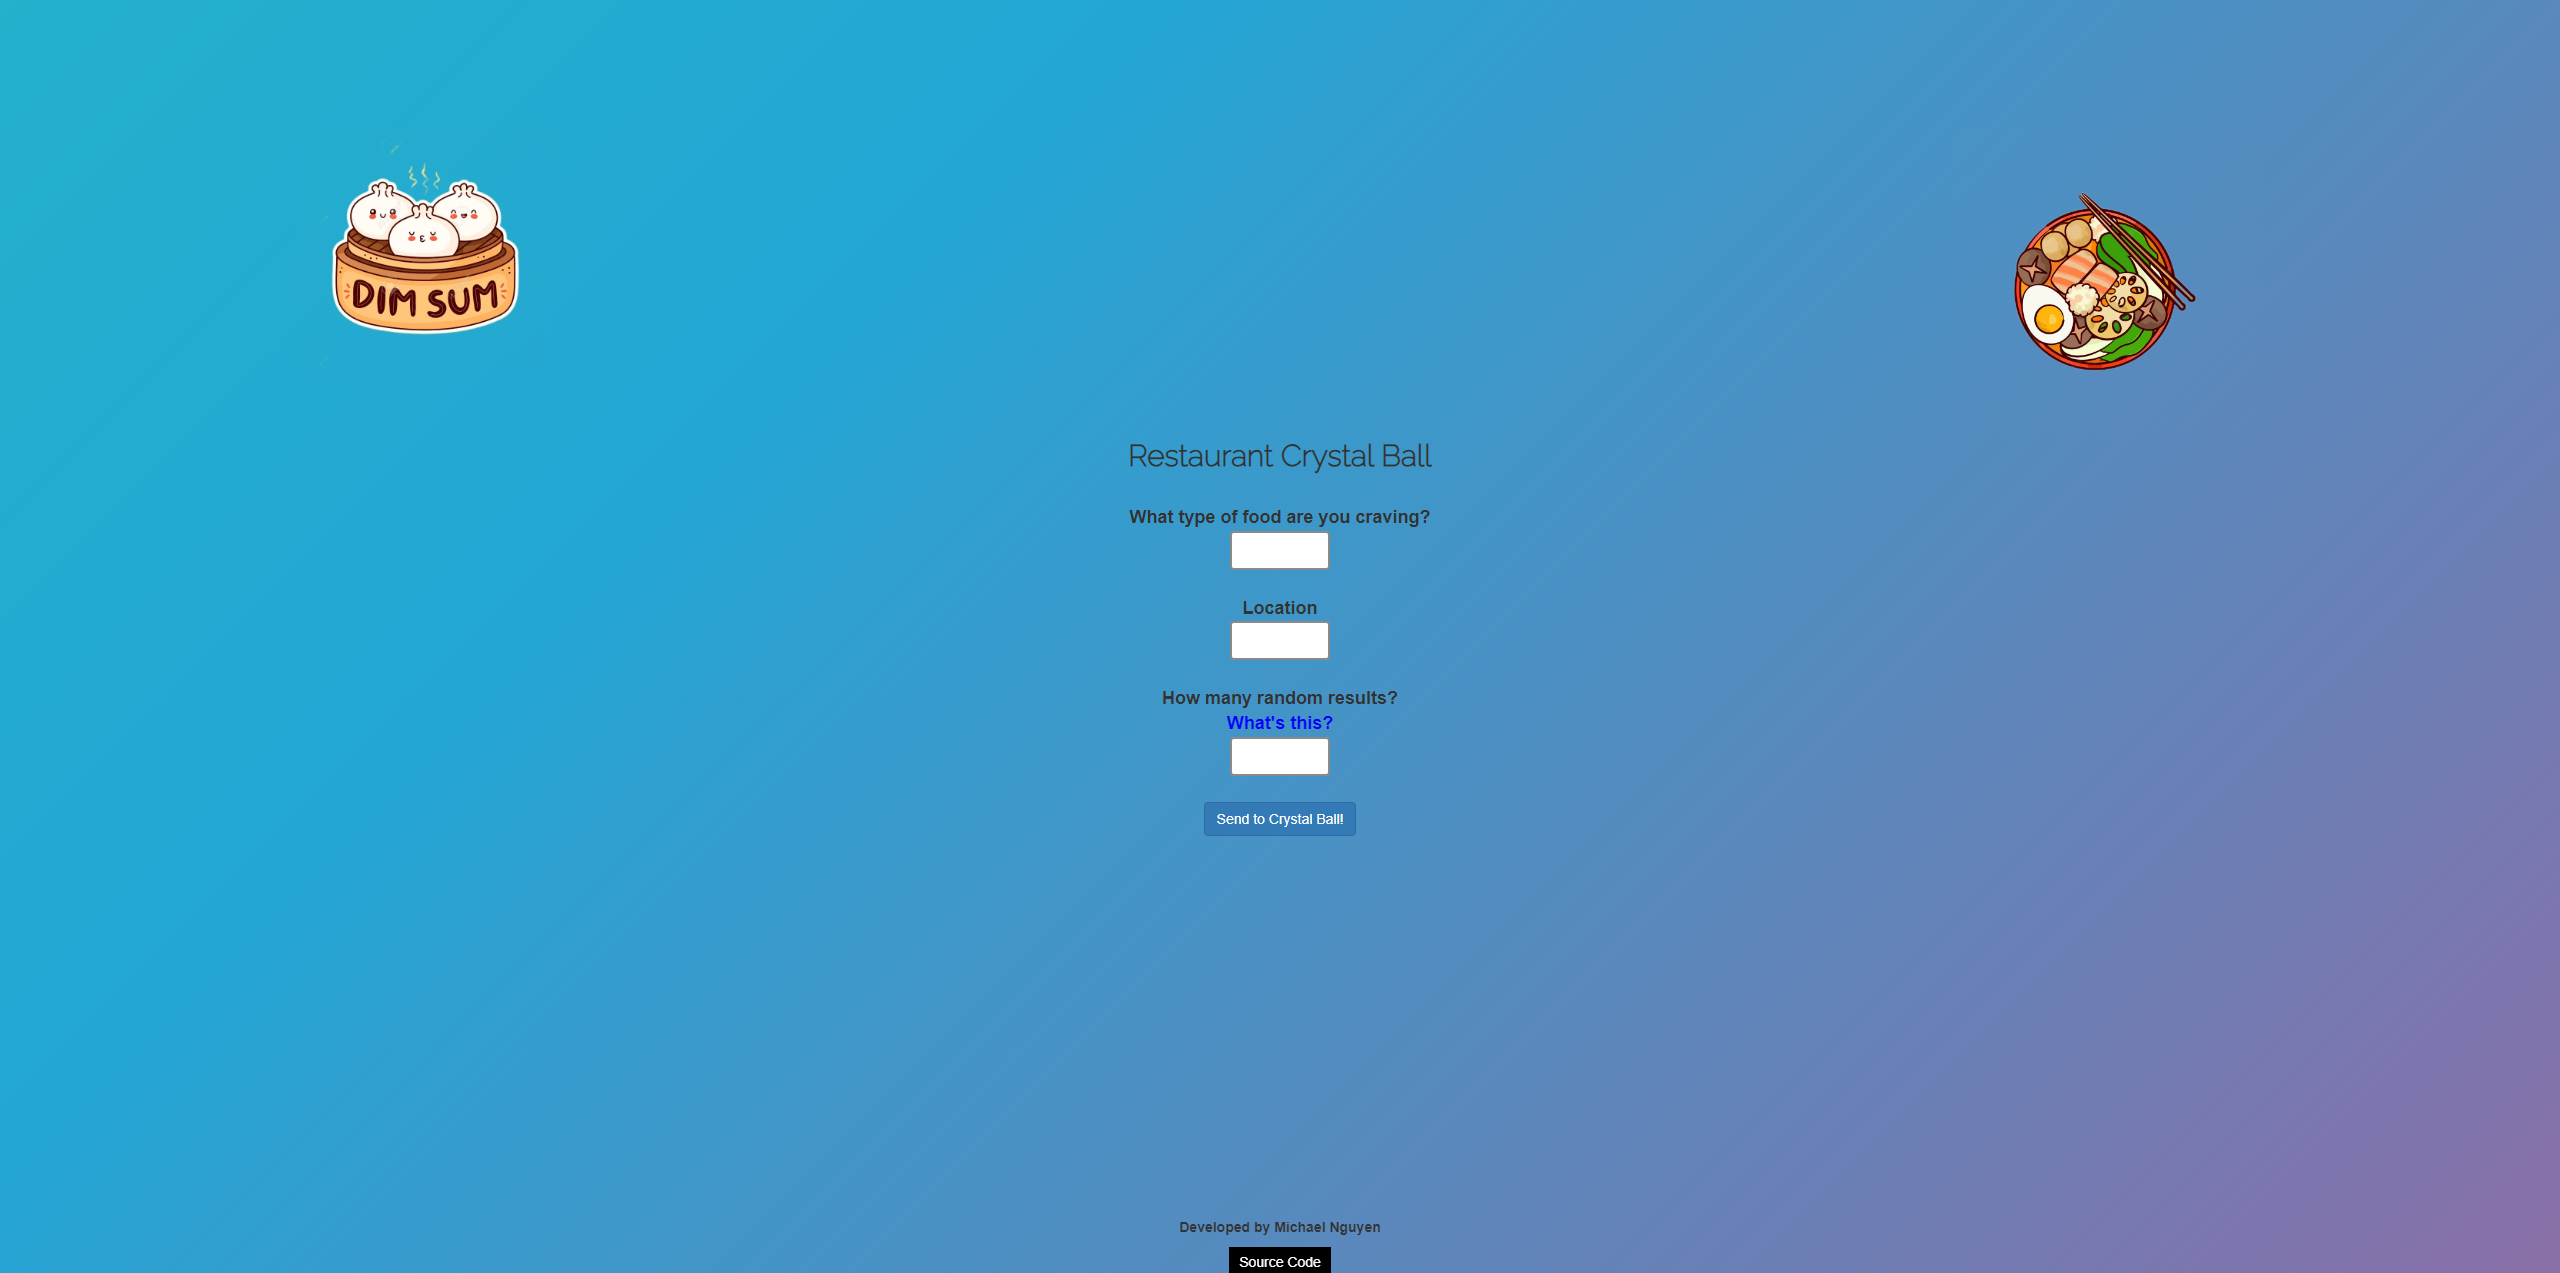 DIM SUM
Restaurant Crystal Ball
What type of food are you craving?
Location
How many random results?
What's this?
Send to Crystal Ball!
Developed by Michael Nguyen
Source Code